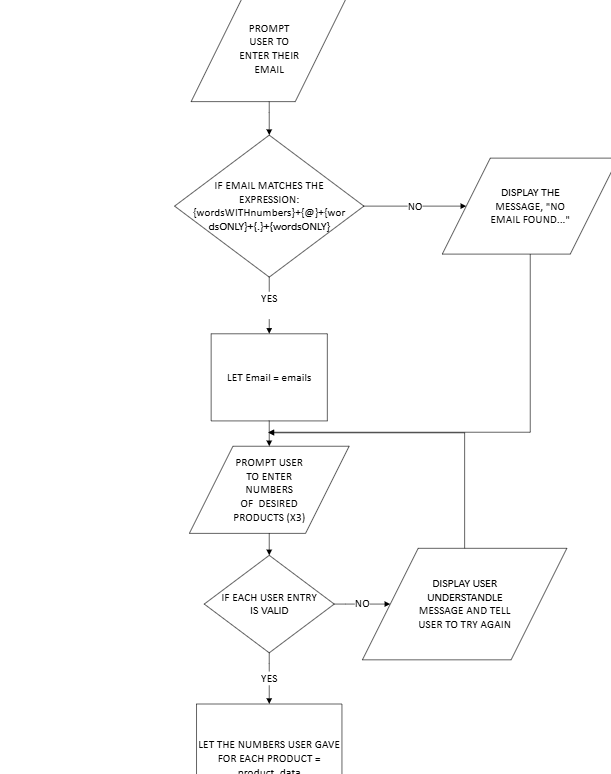 PROMPT
USER TO
ENTER THEIR
EMAIL
IF EMAIL MATCHES THE
EXPRESSION:
{wordsWITHnumbers}+{@}+{wor
dsONLY}+{.}+{wordsONLY}
NO
DISPLAY THE
MESSAGE, "NO
EMAIL FOUND..."
YES
LET Email = emails
PROMPT USER
TO ENTER
NUMBERS
OF DESIRED
PRODUCTS (X3)
IF EACH USER ENTRY
IS VALID
NO
DISPLAY USER
UNDERSTANDLE
MESSAGE AND TELL
USER TO TRY AGAIN
YES
LET THE NUMBERS USER GAVE
FOR EACH PRODUCT =
product_data